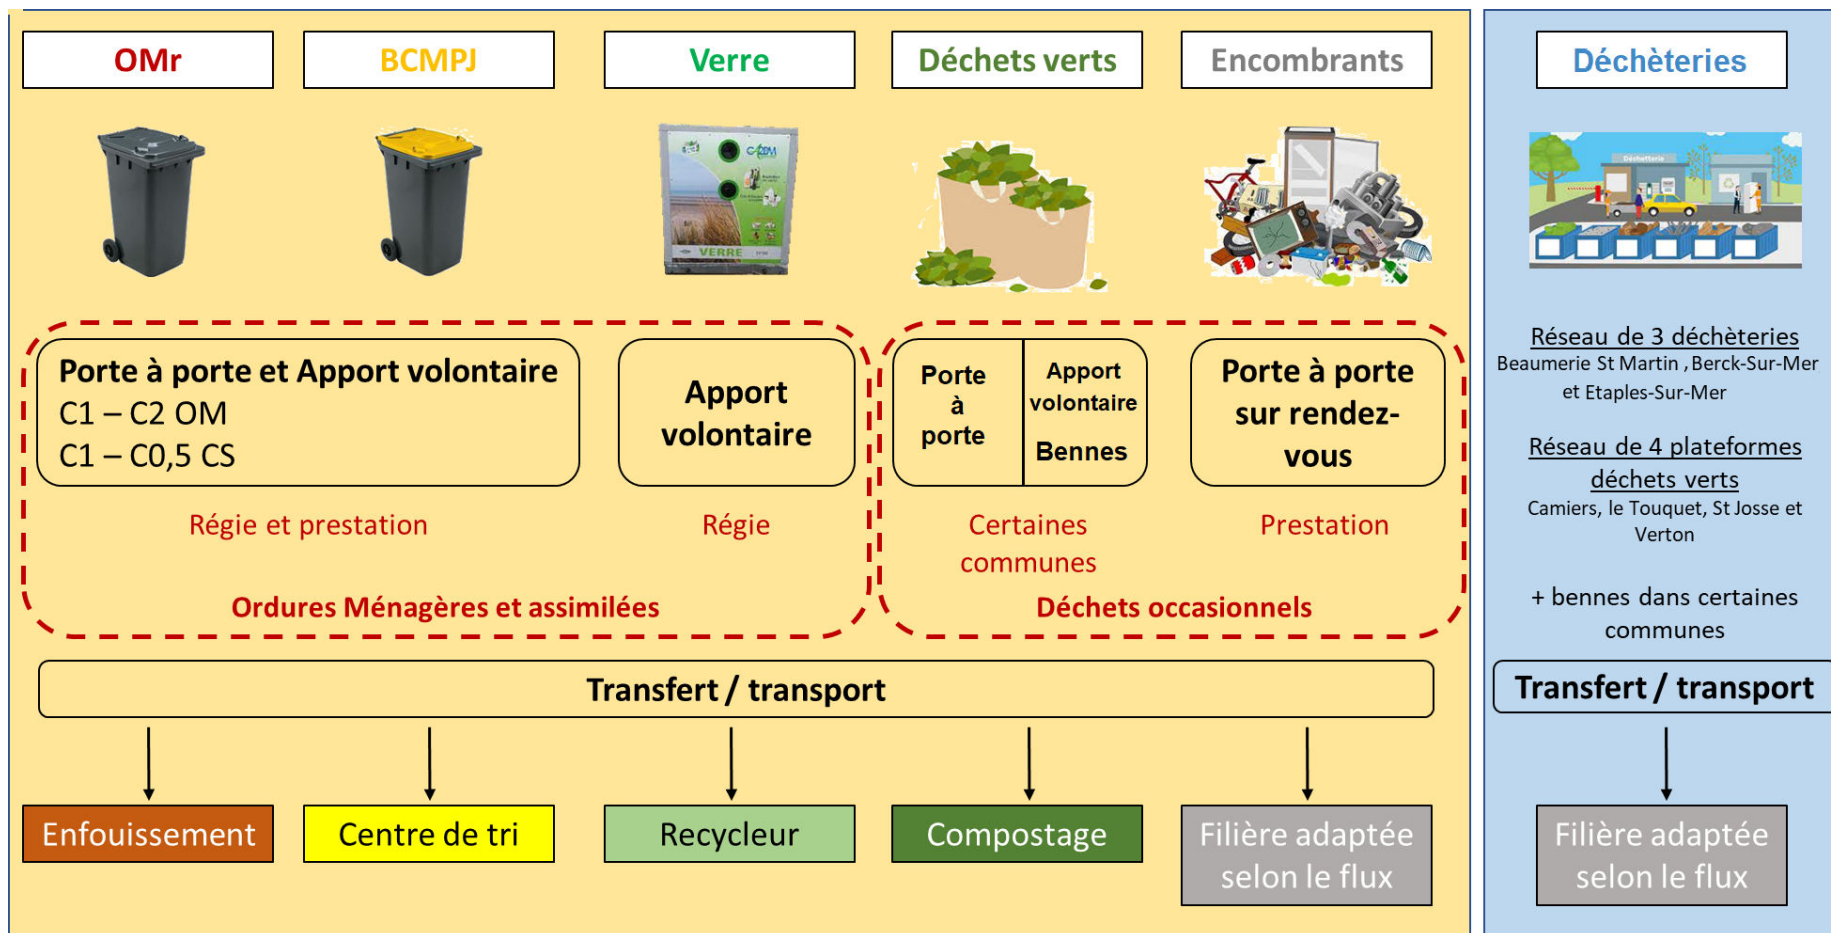 OMr
BCMPJ
Verre
Déchets verts
Encombrants
Déchèteries
VERRE
Déchetterie
Porte à porte et Apport volontaire
C1 – C2 OM
C1 – C0,5 CS
Régie et prestation
Apport
volontaire
Régie
Ordures Ménagères et assimilées
Porte
à
porte
Apport
volontaire
Bennes
Certaines
communes
Porte à porte
sur rendez-
vous
Prestation
Déchets occasionnels
Réseau de 3 déchèteries
Beaumerie St Martin , Berck-Sur-Mer
et Etaples-Sur-Mer
Réseau de 4 plateformes
déchets verts
Camiers, le Touquet, St Josse et
Verton
+ bennes dans certaines
communes
Transfert / transport
Transfert / transport
Enfouissement
Centre de tri
Recycleur
Compostage
Filière adaptée
selon le flux
Filière adaptée
selon le flux